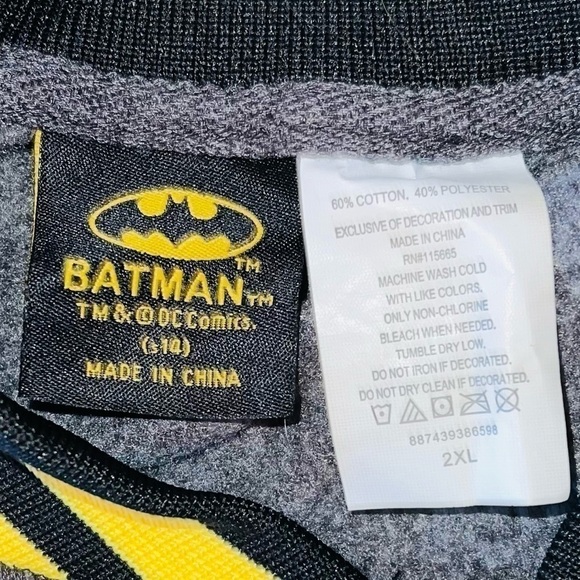 BATMAN™
TM & © DC Comics.
(s14)
MADE IN CHINA
60% COTTON, 40% POLYESTER
EXCLUSIVE OF DECORATION AND TRIM
MADE IN CHINA
RN#115665
MACHINE WASH COLD
WITH LIKE COLORS,
ONLY NON-CHLORINE
BLEACH WHEN NEEDED.
TUMBLE DRY LOW.
DO NOT IRON IF DECORATED.
DO NOT DRY CLEAN IF DECORATED.
887439386598
2XL